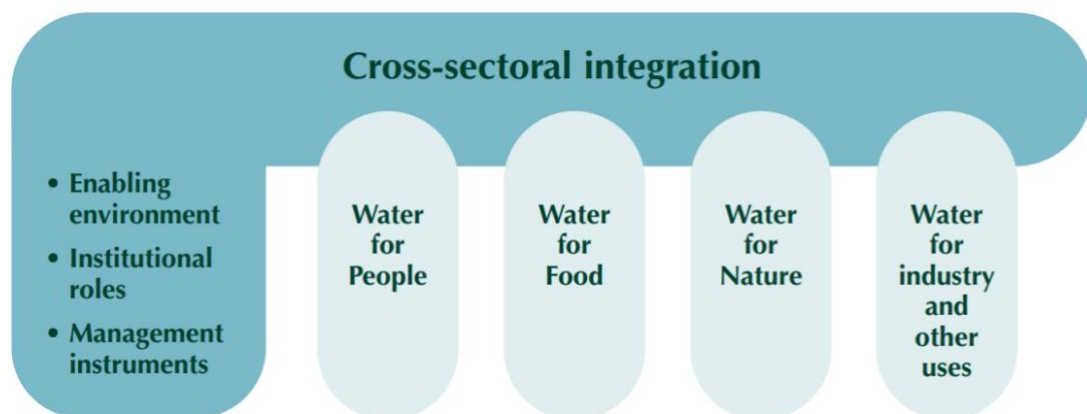 Cross-sectoral integration
• Enabling
environment
• Institutional
roles
• Management
instruments
Water
for
People
Water
for
Food
Water
for
Nature
Water
for
industry
and
other
uses